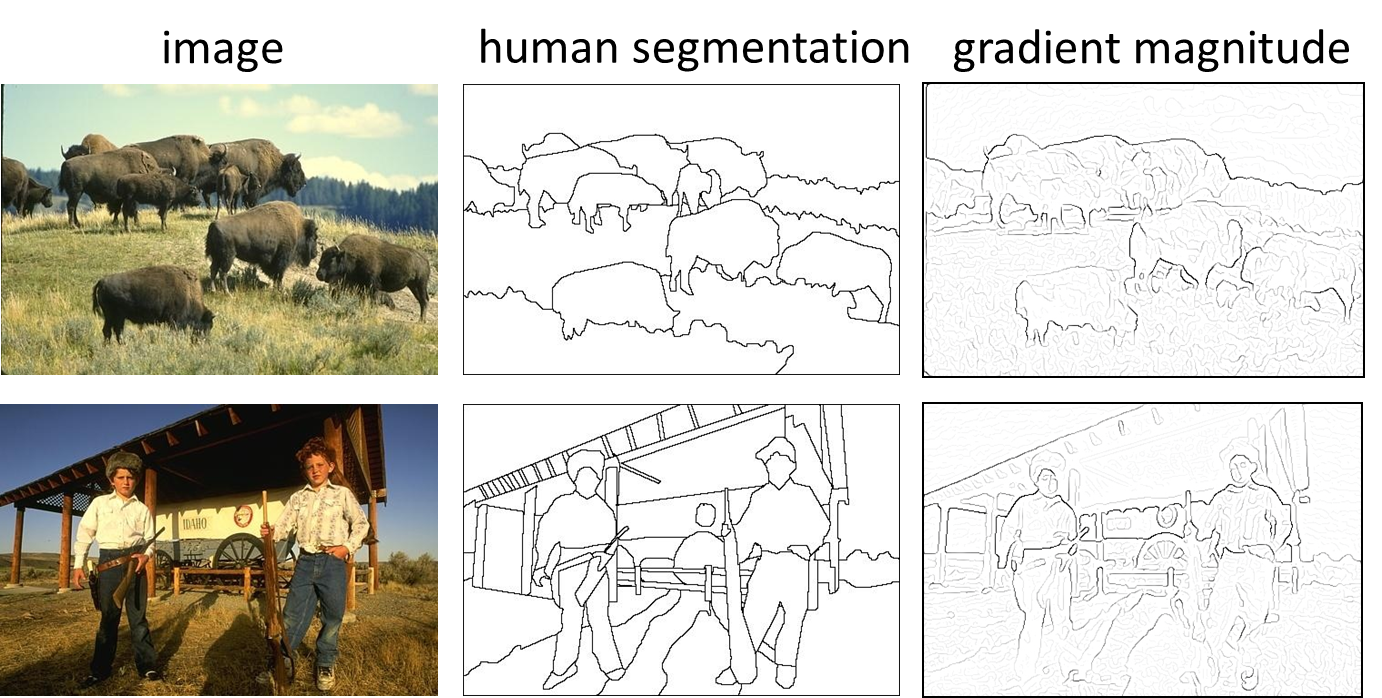 image
human segmentation
gradient magnitude
IDAHO